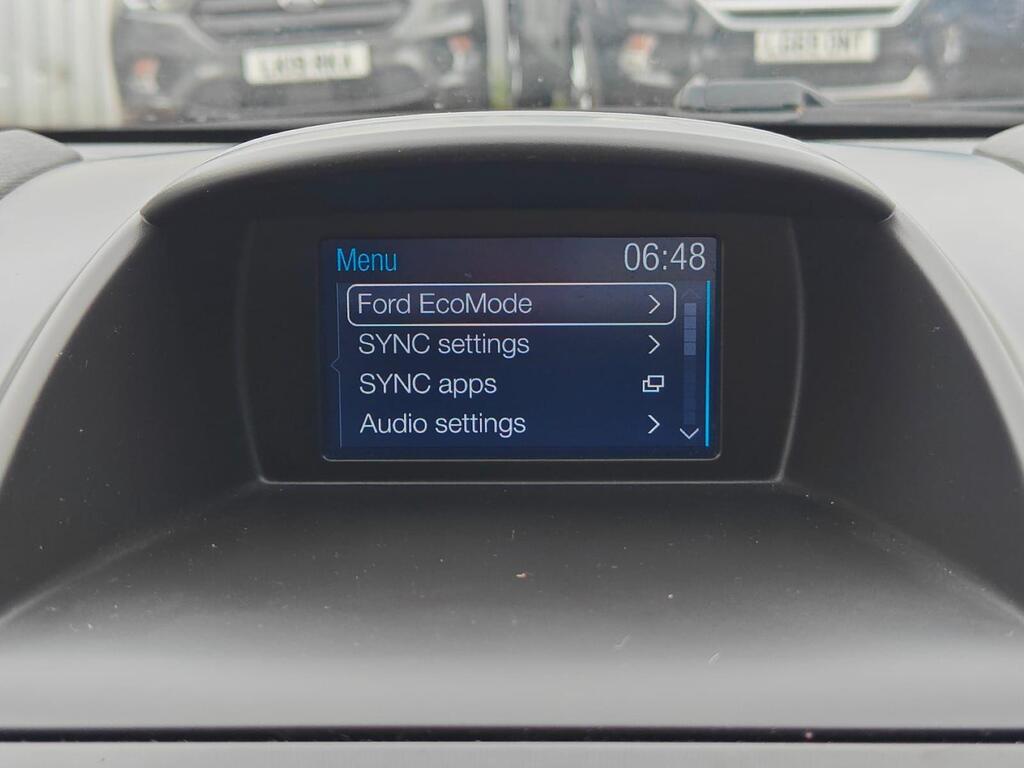 Menu 06:48
Ford EcoMode
SYNC settings
SYNC apps
Audio settings